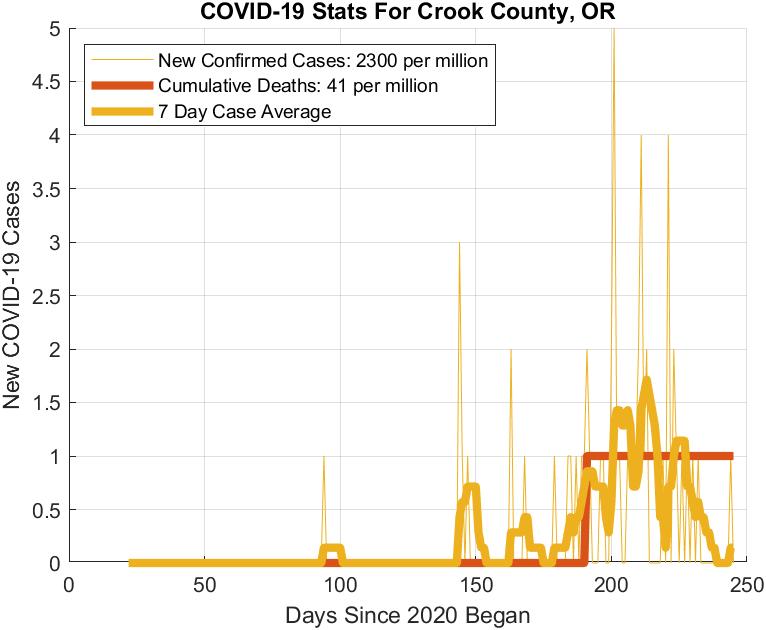 COVID-19 Stats For Crook County, OR
New Confirmed Cases: 2300 per million
Cumulative Deaths: 41 per million
7 Day Case Average
New COVID-19 Cases
5
4.5
4
3.5
3
2.5
2
1.5
1
0.5
0
0 50 100 150 200 250
Days Since 2020 Began